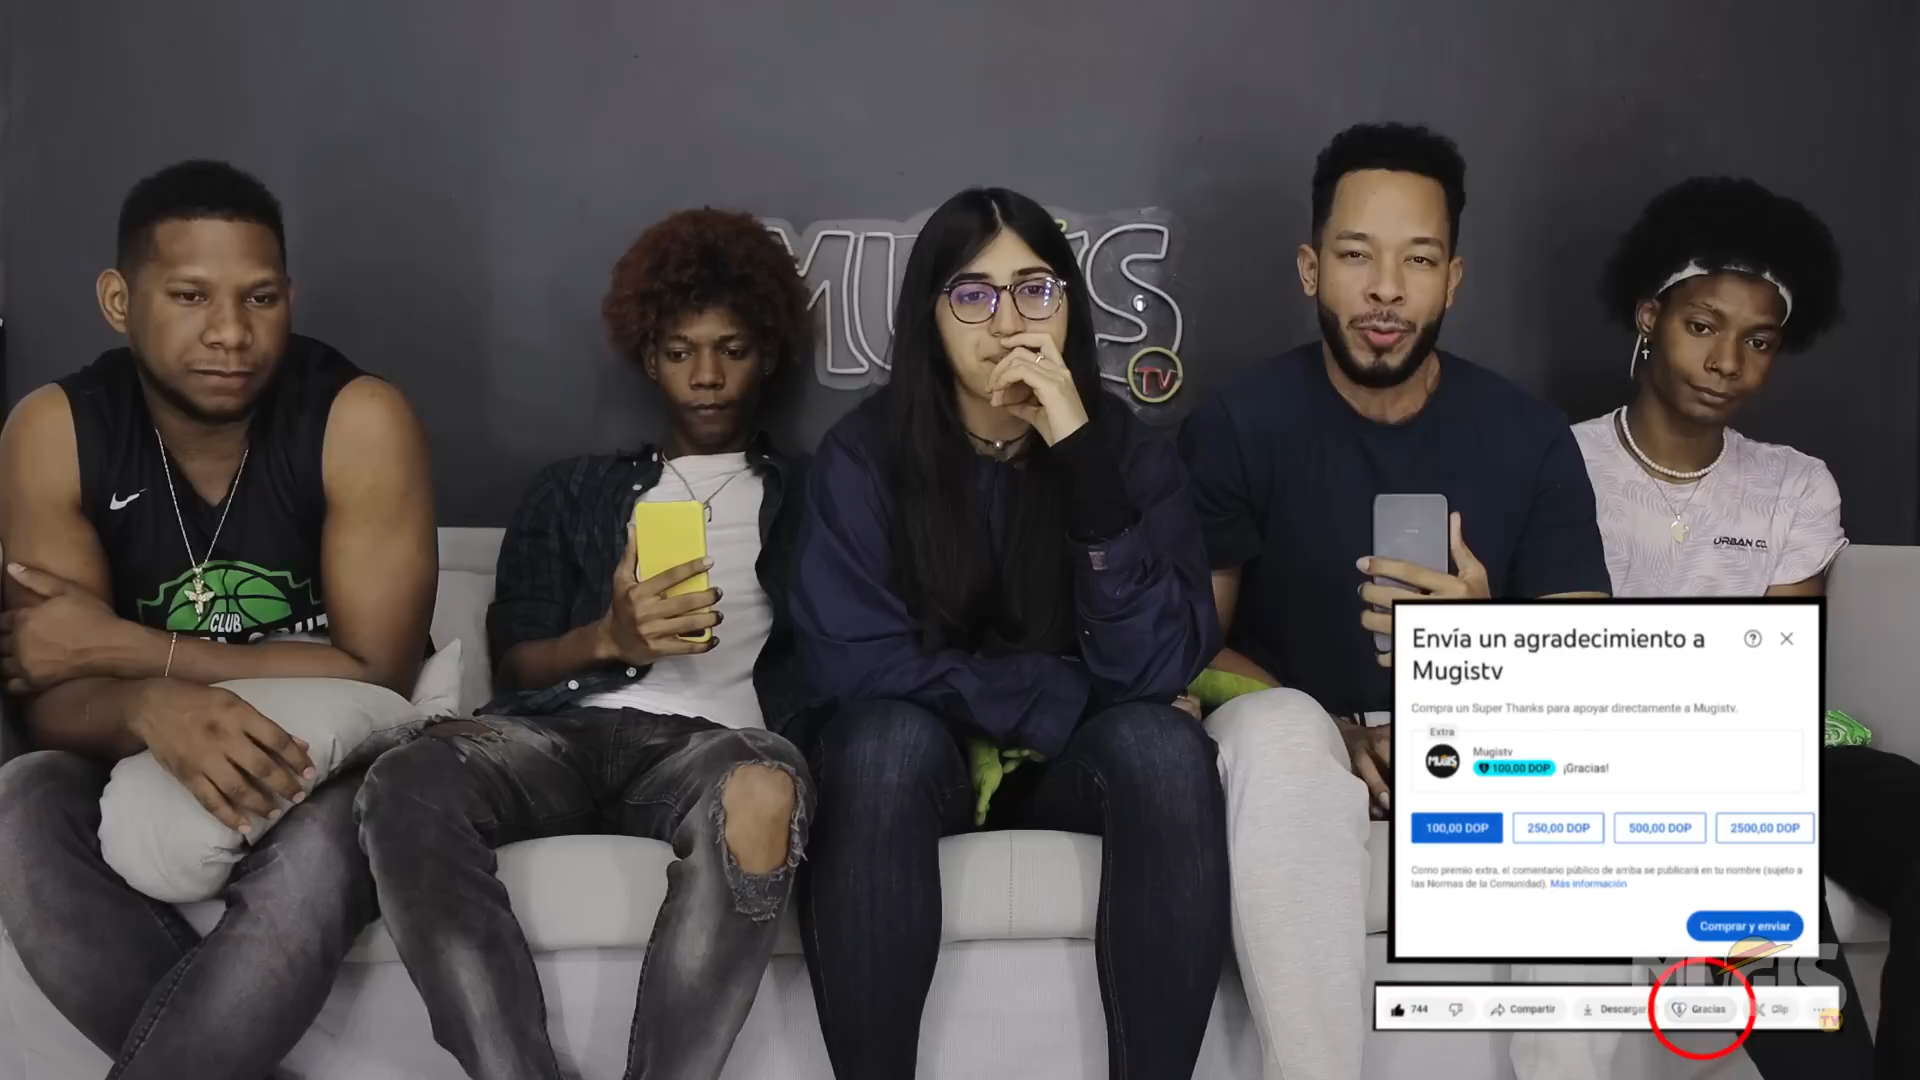 MUGIS
TV
CLUB
URBAN CO.
Envía un agradecimiento a
Mugistv
Compra un Super Thanks para apoyar directamente a Mugistv.
Extra
MUGIS
Mugistv
100,00 DOP ¡Gracias!
100,00 DOP 250,00 DOP 500,00 DOP 2500,00 DOP
Como premio extra, el comentario público de arriba se publicará en tu nombre (sujeto a
las Normas de la Comunidad). Más información
Comprar y enviar
MUGIS
TV
744 Compartir Descargar Gracias Clip ...